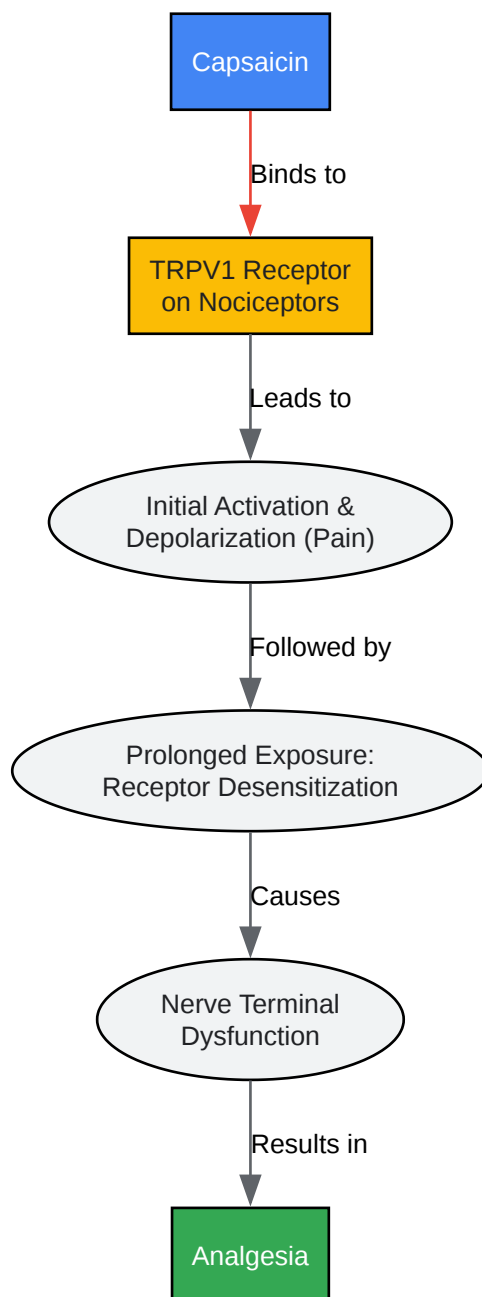 Capsaicin
Binds to
TRPV1 Receptor
on Nociceptors
Leads to
Initial Activation &
Depolarization (Pain)
Followed by
Prolonged Exposure:
Receptor Desensitization
Causes
Nerve Terminal
Dysfunction
Results in
Analgesia